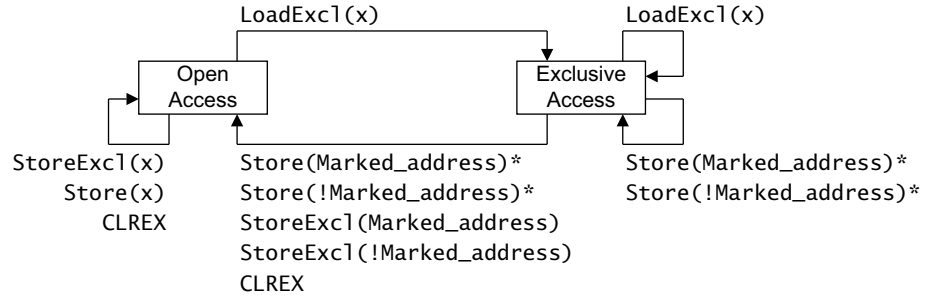 LoadExcl(x)
LoadExcl(x)
Open
Access
Exclusive
Access
StoreExcl(x)
Store(x)
CLREX
Store(Marked_address)*
Store(!Marked_address)*
StoreExcl(Marked_address)
StoreExcl(!Marked_address)
CLREX
Store(Marked_address)*
Store(!Marked_address)*